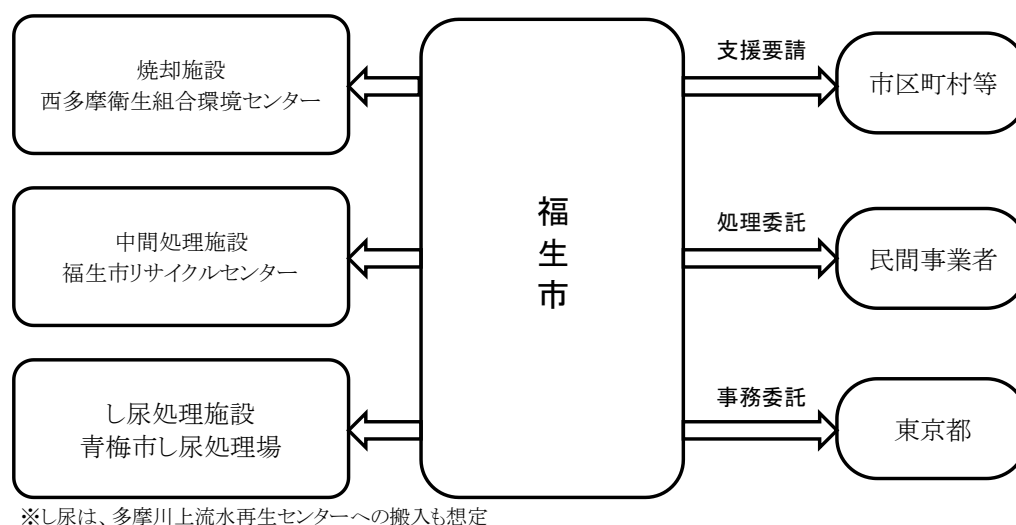 焼却施設
西多摩衛生組合環境センター
中間処理施設
福生市リサイクルセンター
し尿処理施設
青梅市し尿処理場
福生市
支援要請
市区町村等
処理委託
民間事業者
事務委託
東京都
※し尿は、多摩川上流水再生センターへの搬入も想定